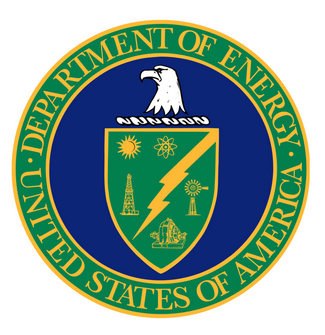 DEPARTMENT OF ENERGY
UNITED STATES OF AMERICA